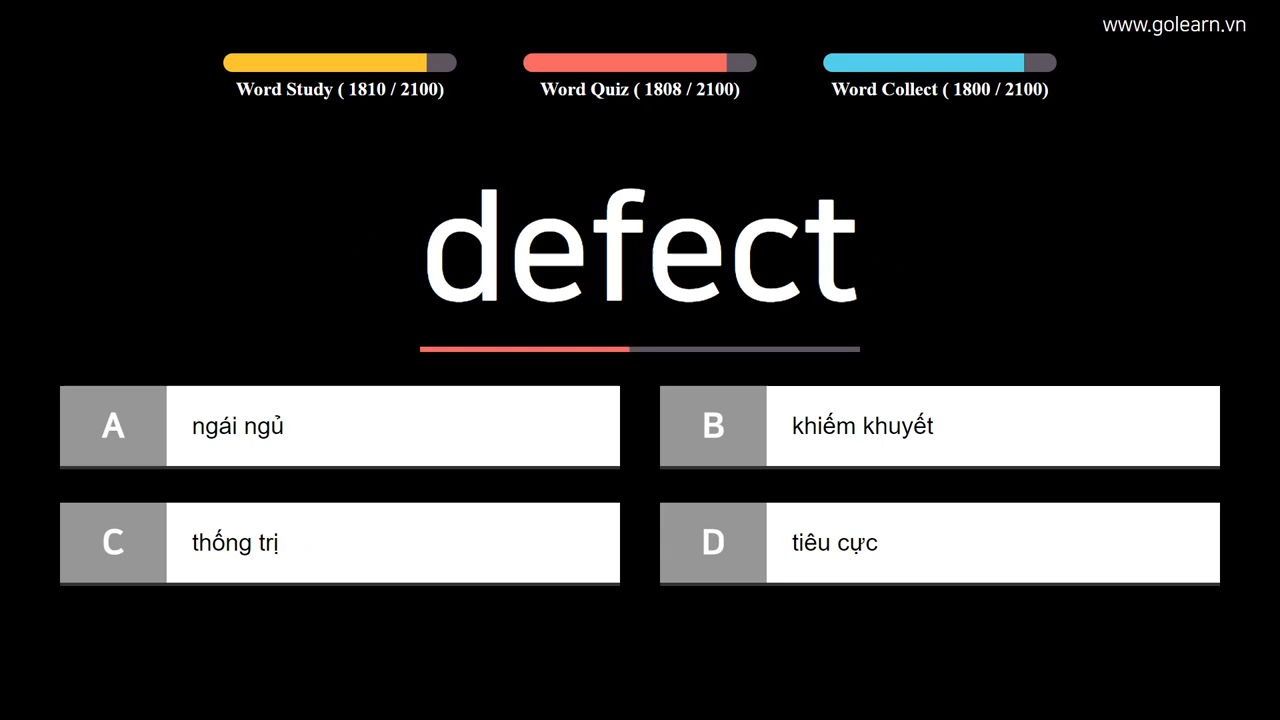 www.golearn.vn
Word Study ( 1810 / 2100)
Word Quiz ( 1808 / 2100)
Word Collect ( 1800 / 2100)
defect
A ngái ngủ
B khiếm khuyết
C thống trị
D tiêu cực